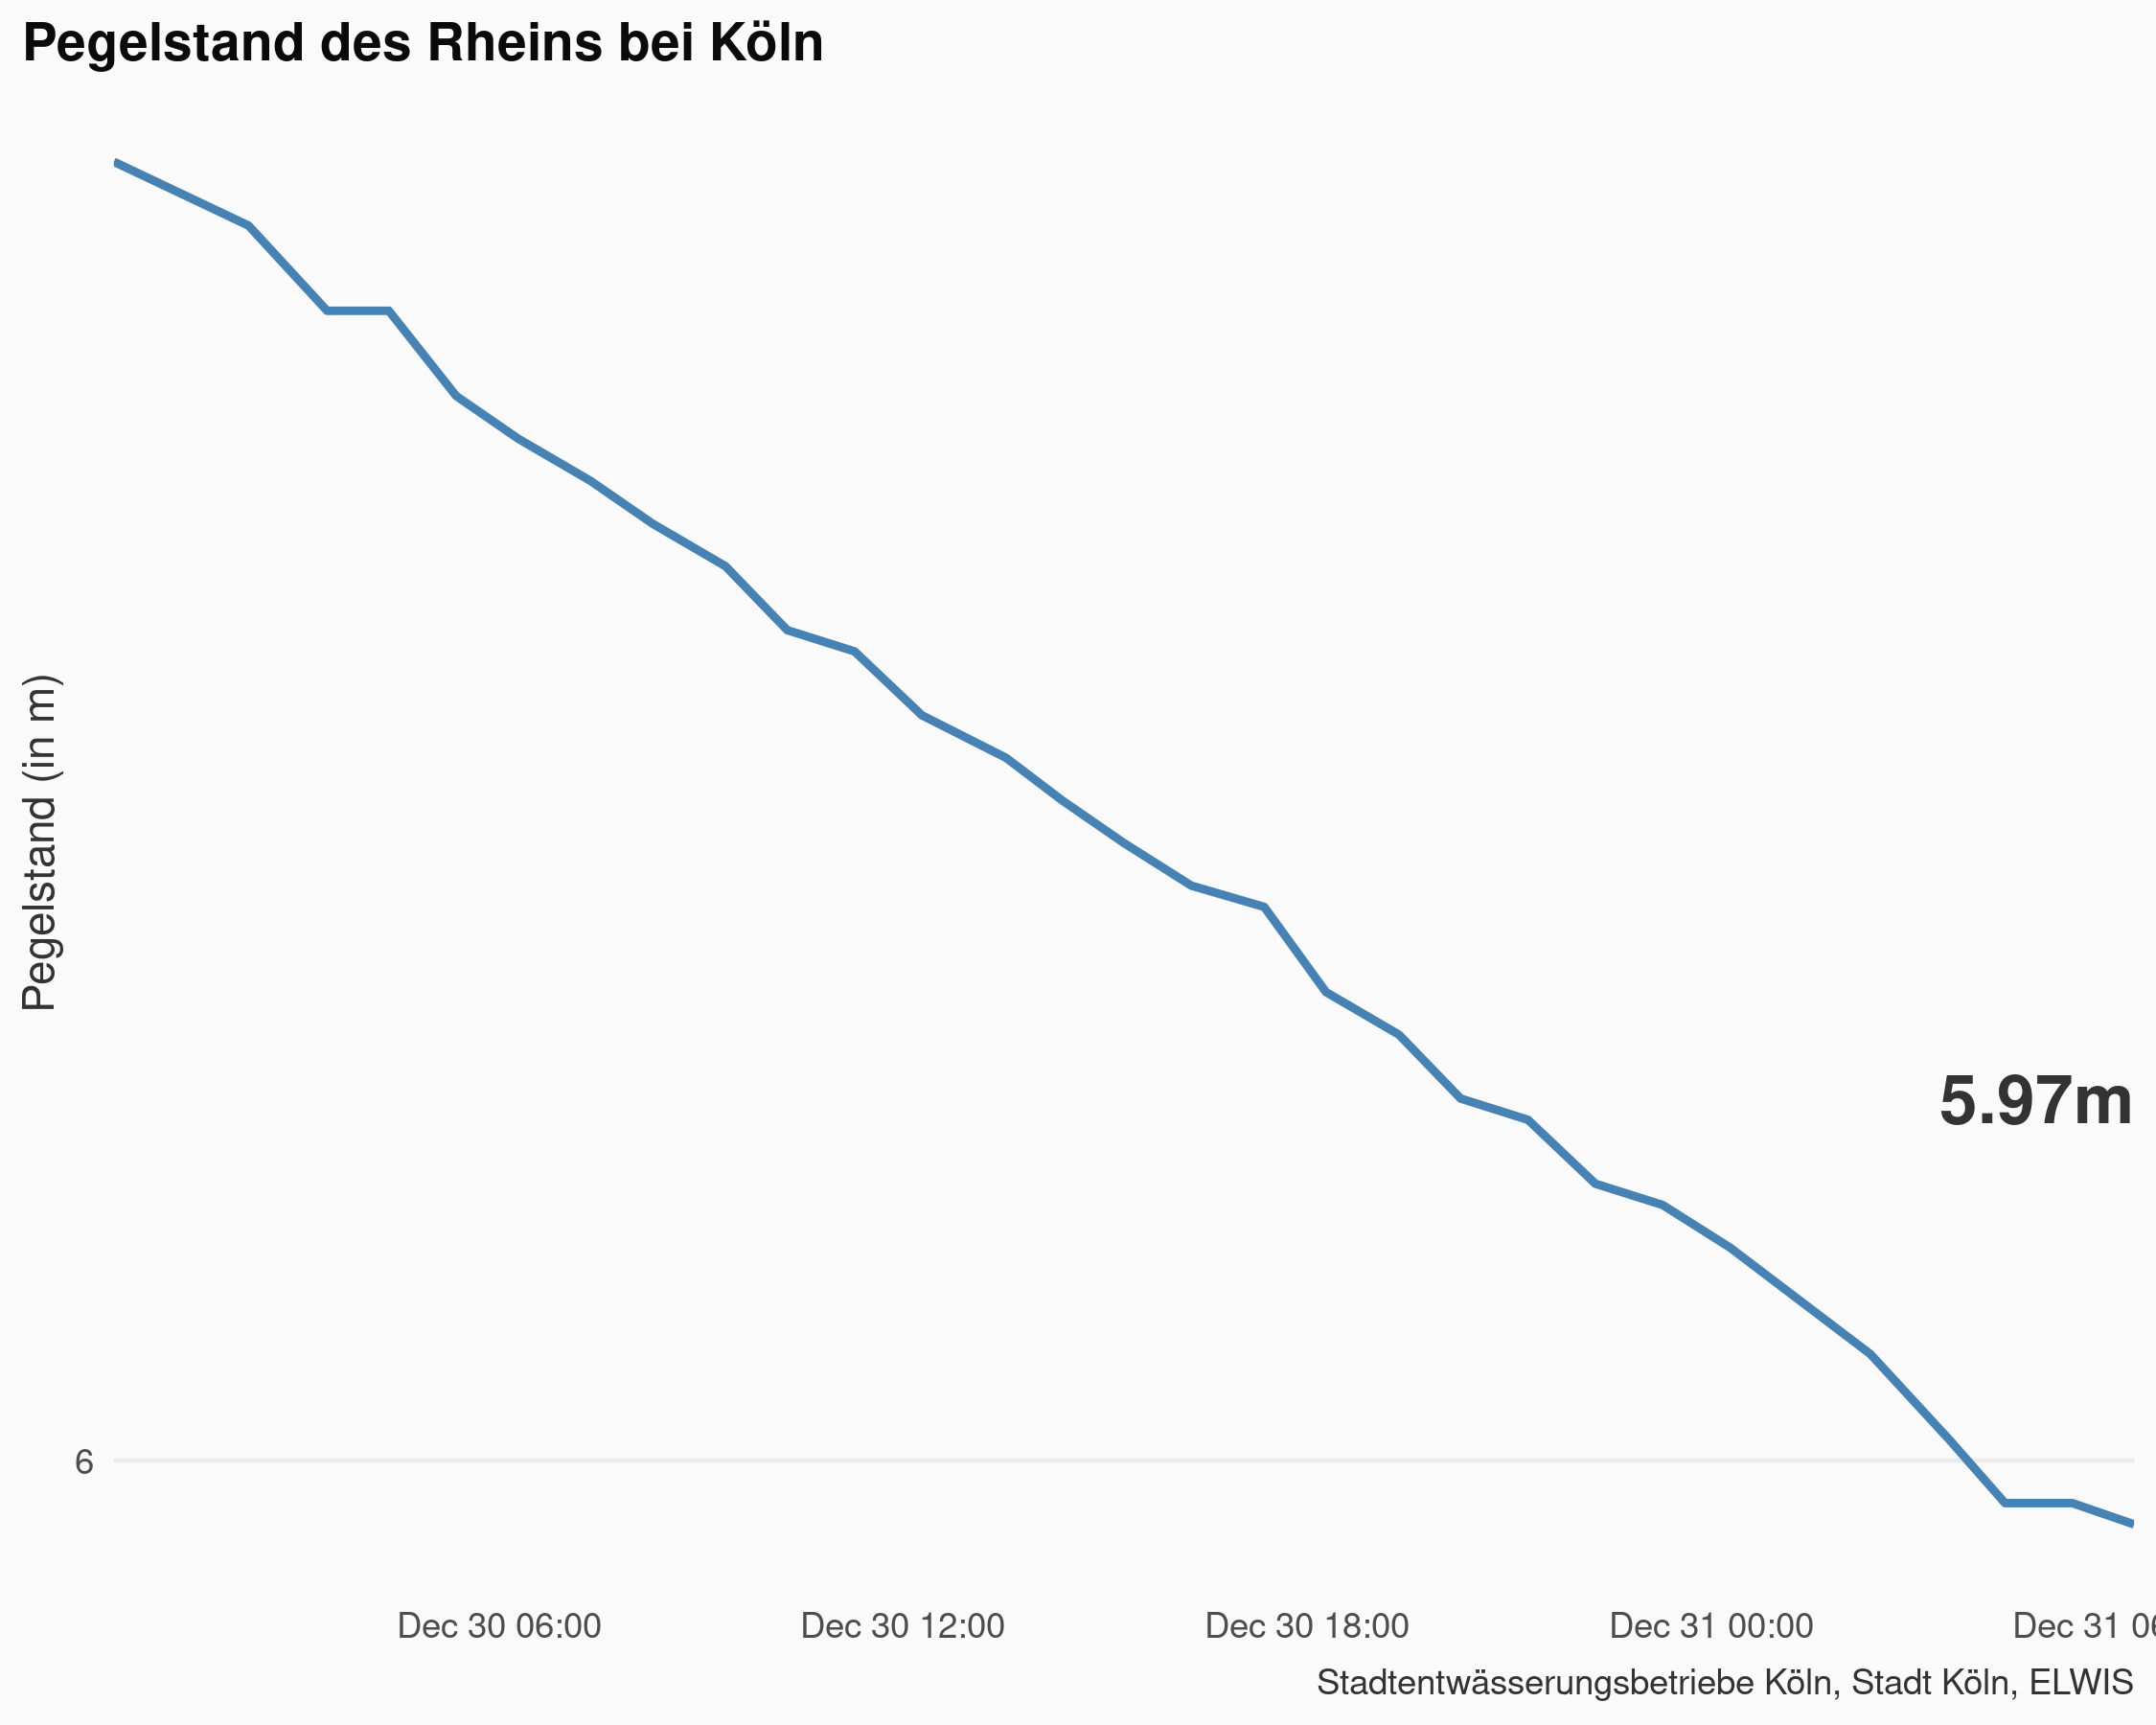 Pegelstand des Rheins bei Köln
Pegelstand (in m)
5.97m
6
Dec 30 06:00 Dec 30 12:00 Dec 30 18:00 Dec 31 00:00 Dec 31 06
Stadtentwässerungsbetriebe Köln, Stadt Köln, ELWIS